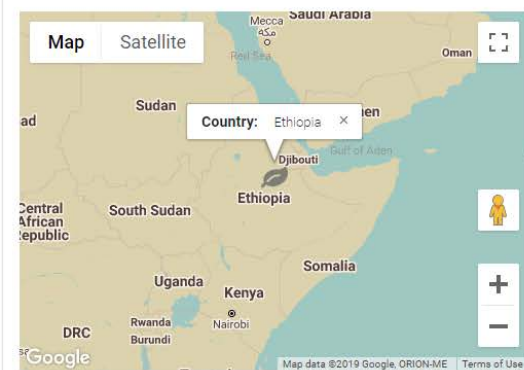 Mecca
مكة
Saudi Arabia
Map
Satellite
Red Sea
Oman
Sudan
ad
Country: Ethiopia ×
en
Gulf of Aden
Djibouti
Ethiopia
Central
African
Republic
South Sudan
Somalia
Uganda
Kenya
Nairobi
DRC
Rwanda
Burundi
Google
Map data ©2019 Google, ORION-ME
Terms of Use